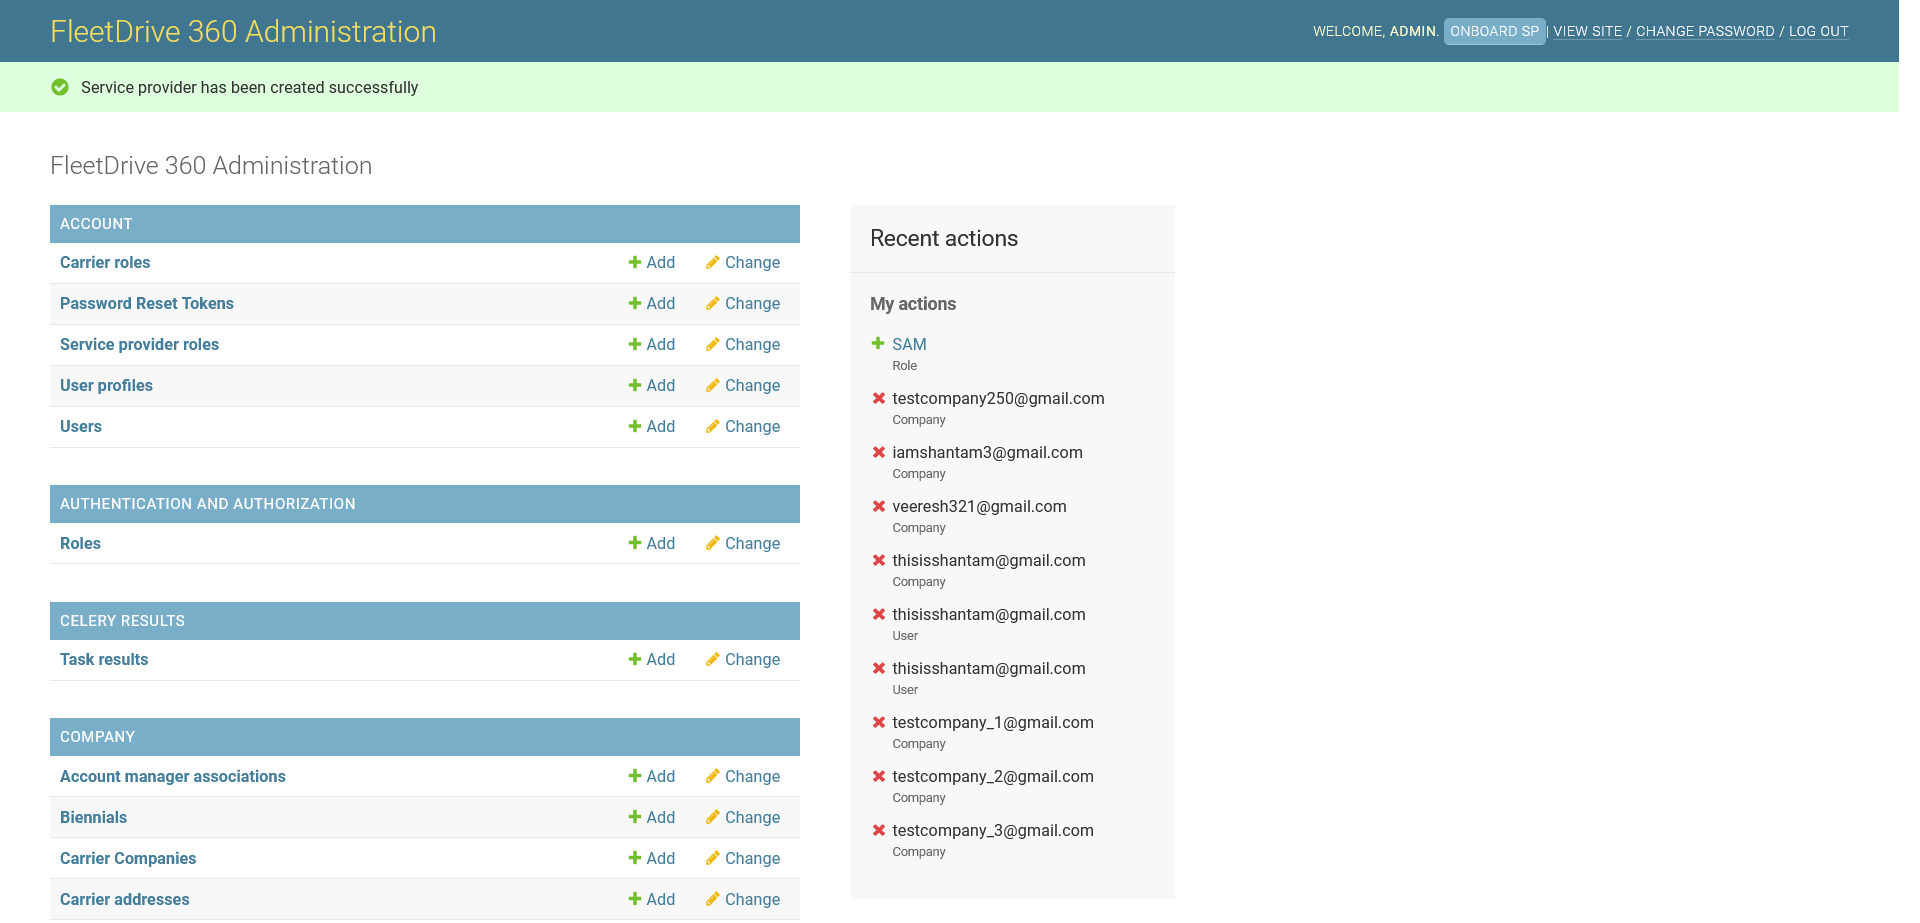 FleetDrive 360 Administration
WELCOME, ADMIN. ONBOARD SP | VIEW SITE / CHANGE PASSWORD / LOG OUT
Service provider has been created successfully
FleetDrive 360 Administration
ACCOUNT
Carrier roles Add Change
Password Reset Tokens Add Change
Service provider roles Add Change
User profiles Add Change
Users Add Change
AUTHENTICATION AND AUTHORIZATION
Roles Add Change
CELERY RESULTS
Task results Add Change
COMPANY
Account manager associations Add Change
Biennials Add Change
Carrier Companies Add Change
Carrier addresses Add Change
Recent actions
My actions
SAM
Role
testcompany250@gmail.com
Company
iamshantam3@gmail.com
Company
veeresh321@gmail.com
Company
thisisshantam@gmail.com
Company
thisisshantam@gmail.com
User
thisisshantam@gmail.com
User
testcompany_1@gmail.com
Company
testcompany_2@gmail.com
Company
testcompany_3@gmail.com
Company